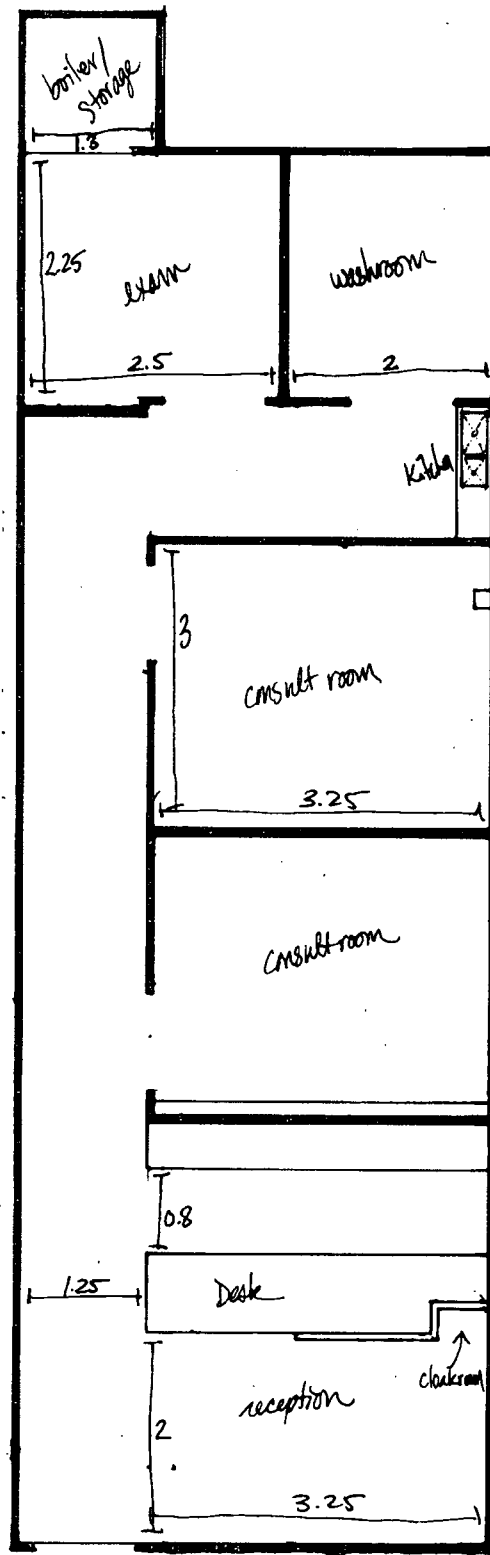 boiler/
storage
1.3
2.25
exam
washroom
2.5
2
Kitchn
3
consult room
3.25
consult room
0.8
1.25
Desk
cloakroom
reception
2
3.25